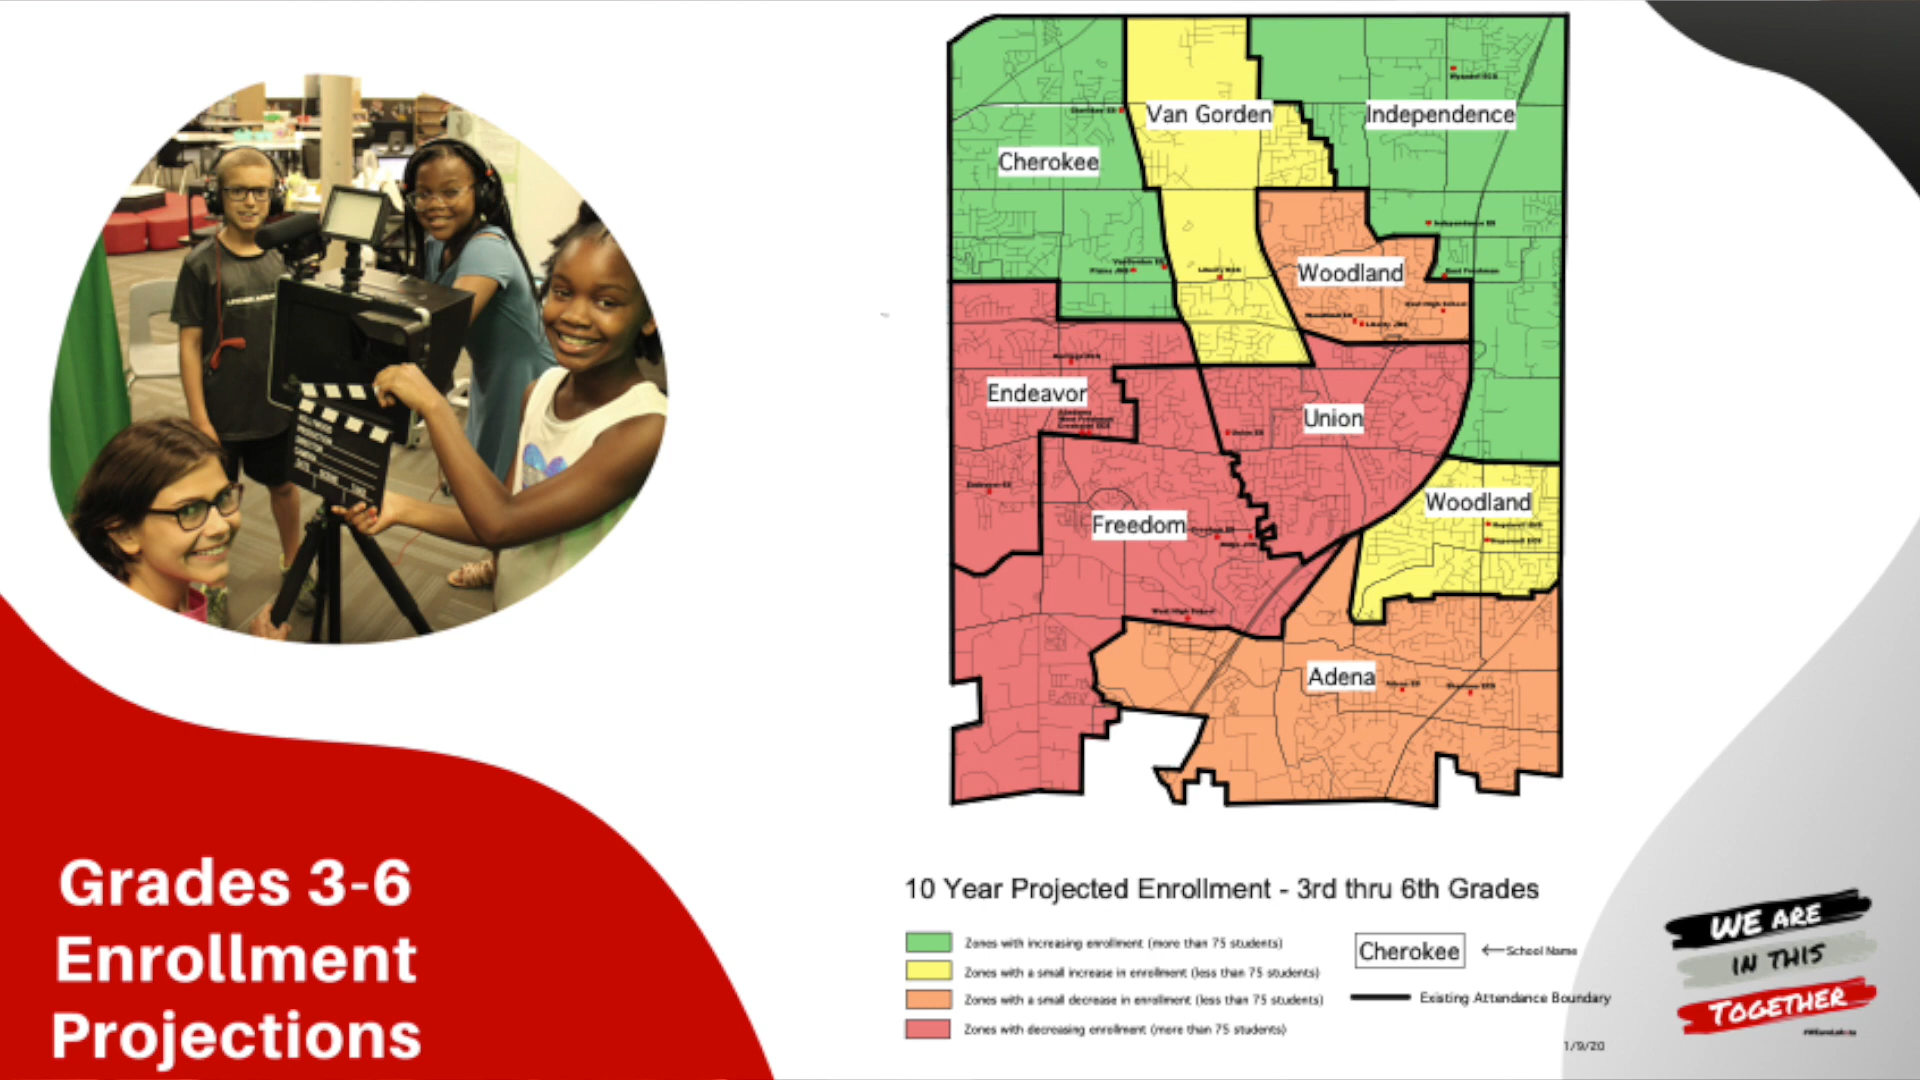 Grades 3-6
Enrollment
Projections
Van Gorden
Independence
Cherokee
Woodland
Endeavor
Union
Woodland
Freedom
Adena
10 Year Projected Enrollment - 3rd thru 6th Grades
Zones with increasing enrollment (more than 75 students)
Zones with a small increase in enrollment (less than 75 students)
Zones with a small decrease in enrollment (less than 75 students)
Zones with decreasing enrollment (more than 75 students)
Cherokee
School Name
Existing Attendance Boundary
1/9/20
WE ARE
IN THIS
TOGETHER